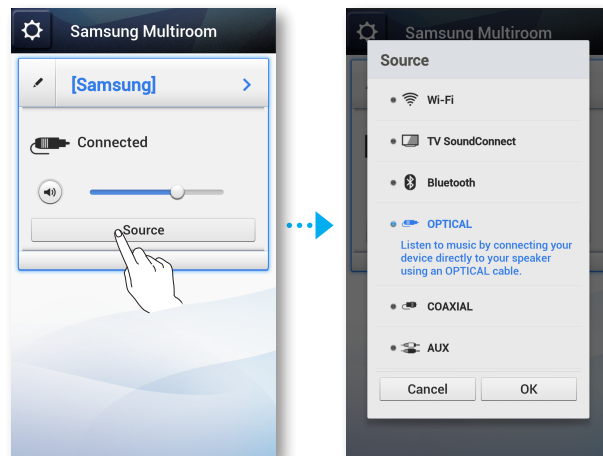 Samsung Multiroom
[Samsung]
Connected
Source
Samsung Multiroom
Source
Wi-Fi
TV SoundConnect
Bluetooth
OPTICAL
Listen to music by connecting your
device directly to your speaker
using an OPTICAL cable.
COAXIAL
AUX
Cancel OK